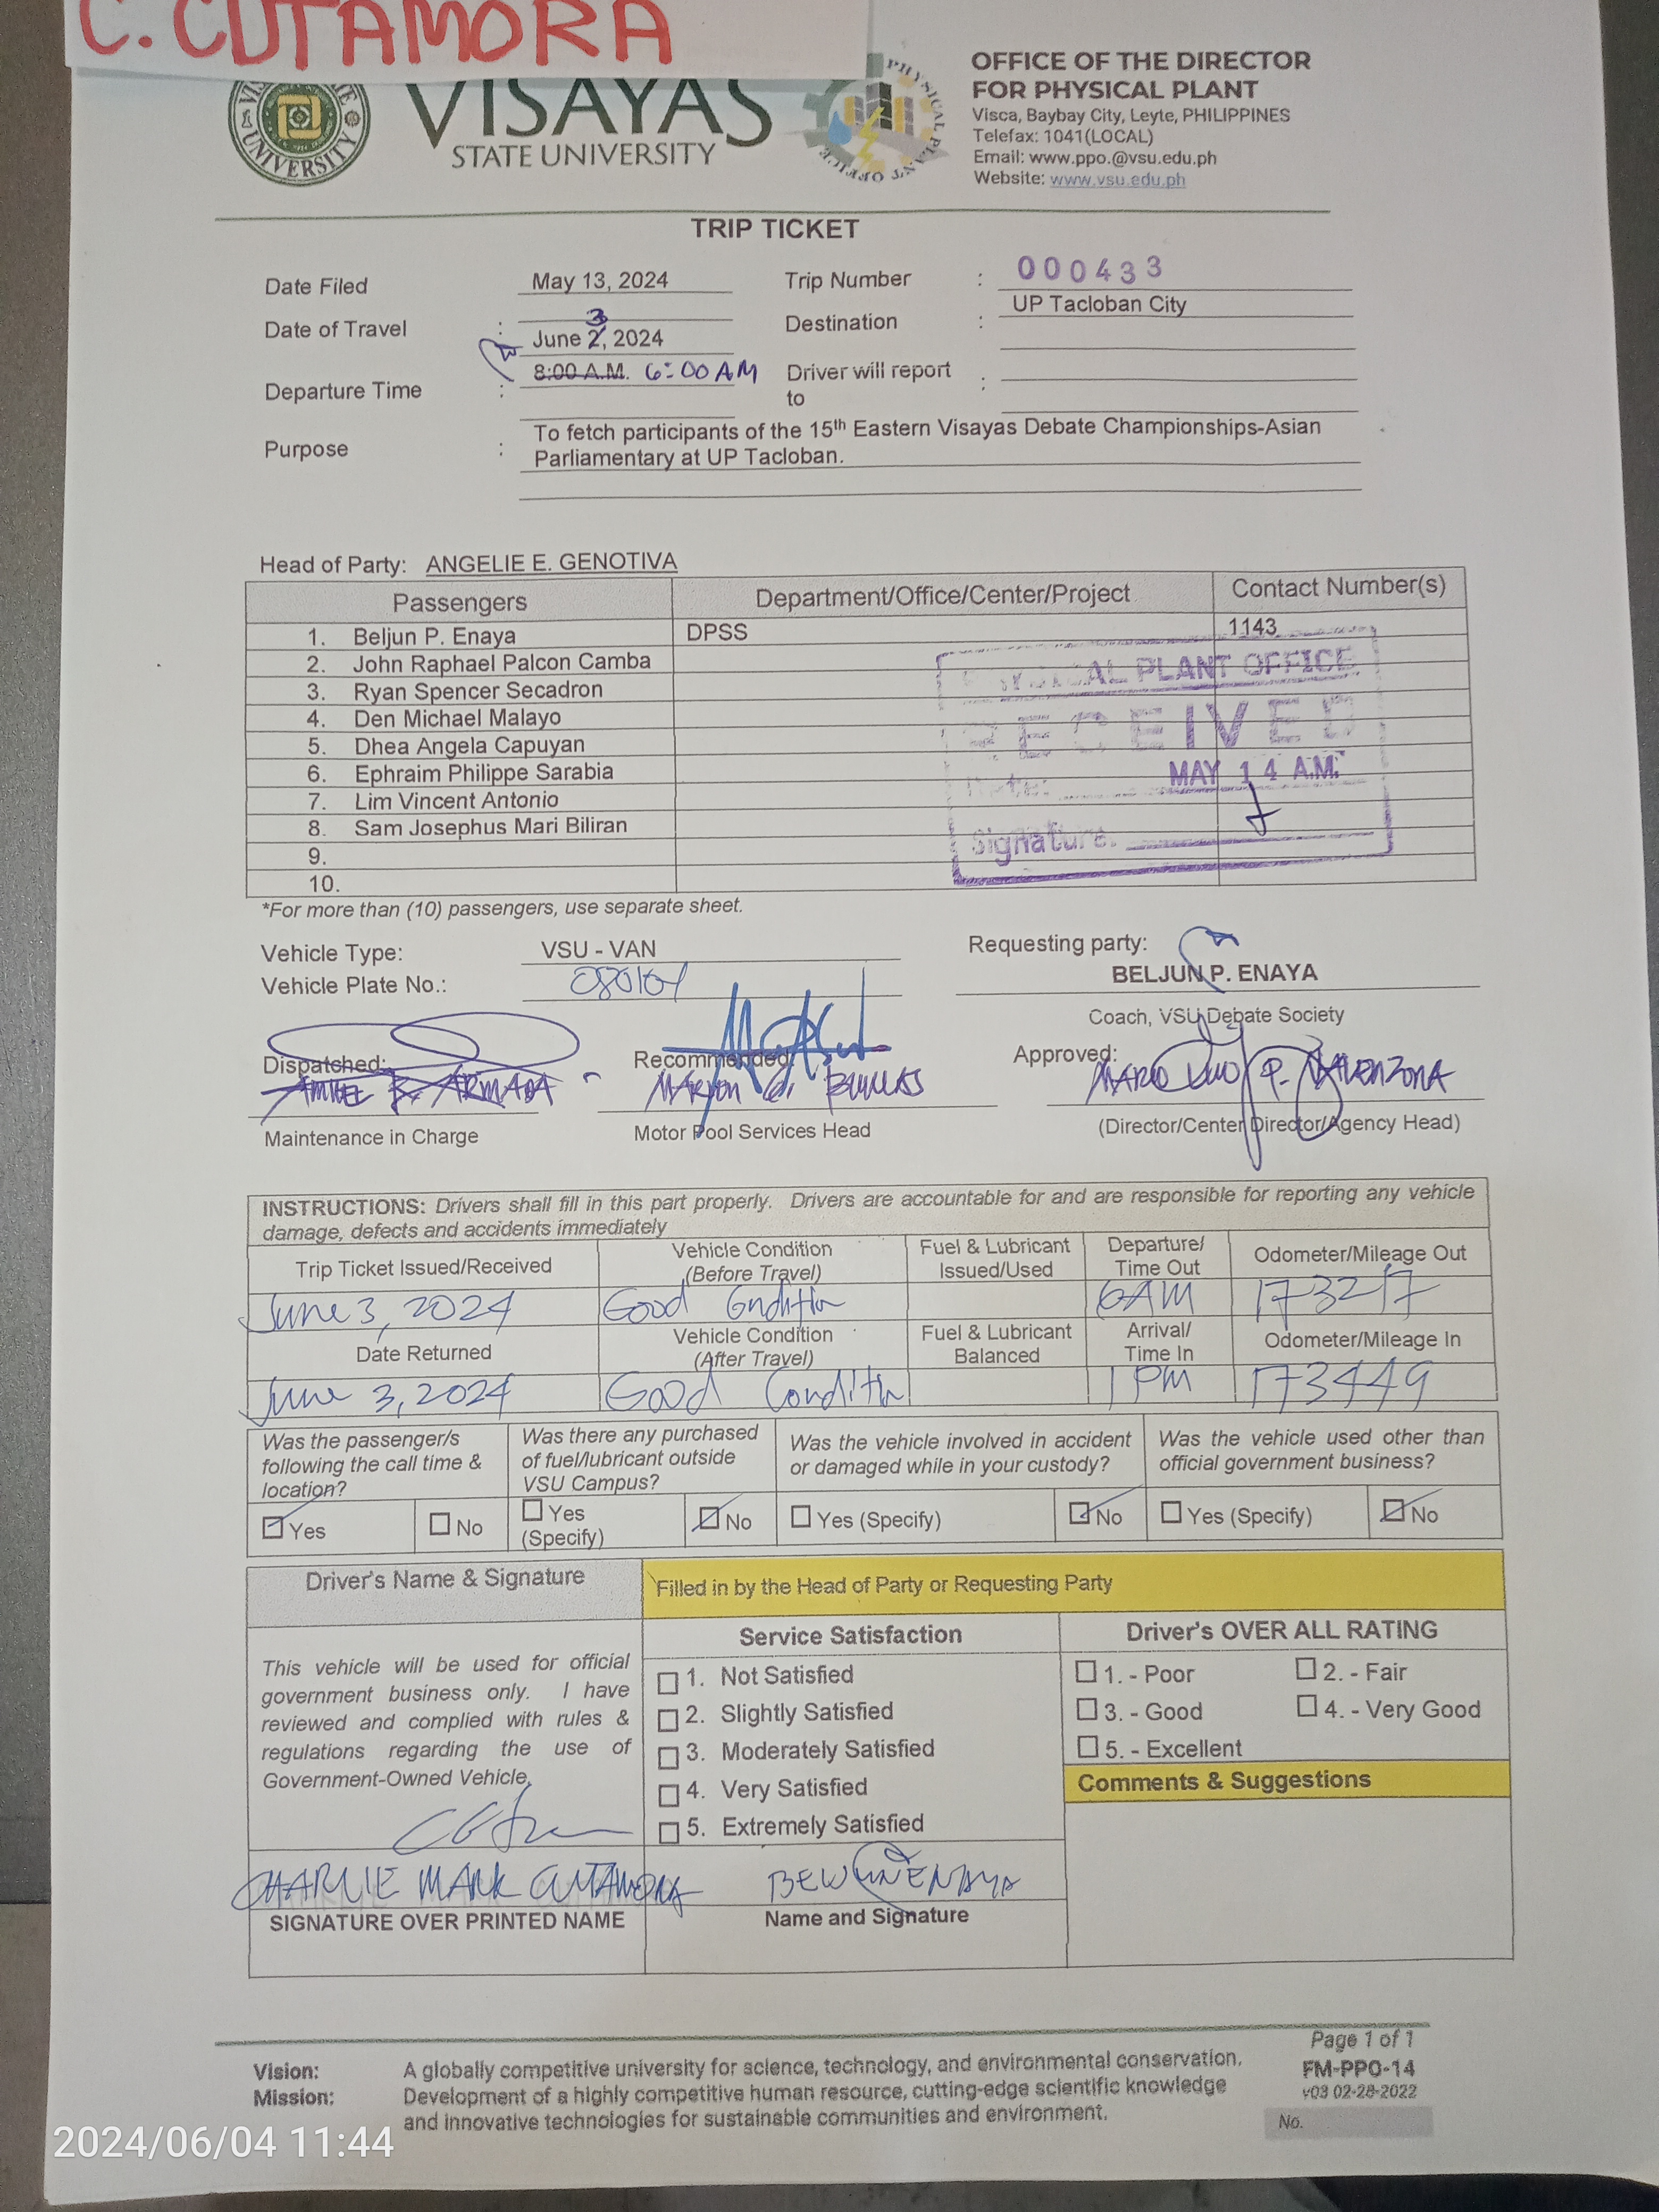 C. CUTAMORA
VISAYAS
STATE UNIVERSITY
UNIVERSITY
PHYSICAL PLANT OFFICE
OFFICE OF THE DIRECTOR
FOR PHYSICAL PLANT
Visca, Baybay City, Leyte, PHILIPPINES
Telefax: 1041(LOCAL)
Email: www.ppo.@vsu.edu.ph
Website: www.vsu.edu.ph
TRIP TICKET
Date Filed May 13, 2024 Trip Number : 000433
Date of Travel : June 2, 2024 3 Destination : UP Tacloban City
Departure Time : 8:00 A.M. 6:00 AM Driver will report to :
Purpose : To fetch participants of the 15th Eastern Visayas Debate Championships-Asian
Parliamentary at UP Tacloban.
Head of Party: ANGELIE E. GENOTIVA
Passengers Department/Office/Center/Project Contact Number(s)
1. Beljun P. Enaya DPSS 1143
2. John Raphael Palcon Camba
3. Ryan Spencer Secadron
4. Den Michael Malayo
5. Dhea Angela Capuyan
6. Ephraim Philippe Sarabia
7. Lim Vincent Antonio
8. Sam Josephus Mari Biliran
9.
10.
PHYSICAL PLANT OFFICE
RECEIVED
Date: MAY 14 A.M.
Signature.
*For more than (10) passengers, use separate sheet.
Vehicle Type: VSU - VAN Requesting party:
Vehicle Plate No.: BELJUN P. ENAYA
Coach, VSU Debate Society
Dispatched: Recommended: Approved:
Maintenance in Charge Motor Pool Services Head (Director/Center Director/Agency Head)
INSTRUCTIONS: Drivers shall fill in this part properly. Drivers are accountable for and are responsible for reporting any vehicle
damage, defects and accidents immediately
Trip Ticket Issued/Received Vehicle Condition (Before Travel) Fuel & Lubricant Issued/Used Departure/ Time Out Odometer/Mileage Out
June 3, 2024 Good Condition 6AM 173217
Date Returned Vehicle Condition (After Travel) Fuel & Lubricant Balanced Arrival/ Time In Odometer/Mileage In
June 3, 2024 Good Condition 1 PM 173449
Was the passenger/s following the call time & location? Was there any purchased of fuel/lubricant outside VSU Campus? Was the vehicle involved in accident or damaged while in your custody? Was the vehicle used other than official government business?
Yes No Yes (Specify) No Yes (Specify) No Yes (Specify) No
Driver's Name & Signature Filled in by the Head of Party or Requesting Party
Service Satisfaction Driver's OVER ALL RATING
This vehicle will be used for official
government business only. I have
reviewed and complied with rules &
regulations regarding the use of
Government-Owned Vehicle.
1. Not Satisfied
2. Slightly Satisfied
3. Moderately Satisfied
4. Very Satisfied
5. Extremely Satisfied
1. - Poor 2. - Fair
3. - Good 4. - Very Good
5. - Excellent
Comments & Suggestions
CHARLIE MARK CUTAMORA BELJUN ENAYA
SIGNATURE OVER PRINTED NAME Name and Signature
Page 1 of 1
Vision: A globally competitive university for science, technology, and environmental conservation.
Mission: Development of a highly competitive human resource, cutting-edge scientific knowledge
and innovative technologies for sustainable communities and environment.
FM-PPO-14
v03 02-28-2022
No.
2024/06/04 11:44